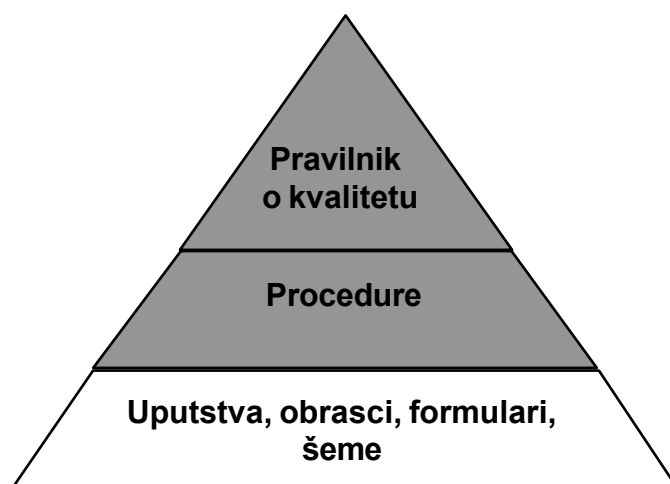 Pravilnik
o kvalitetu
Procedure
Uputstva, obrasci, formulari,
šeme